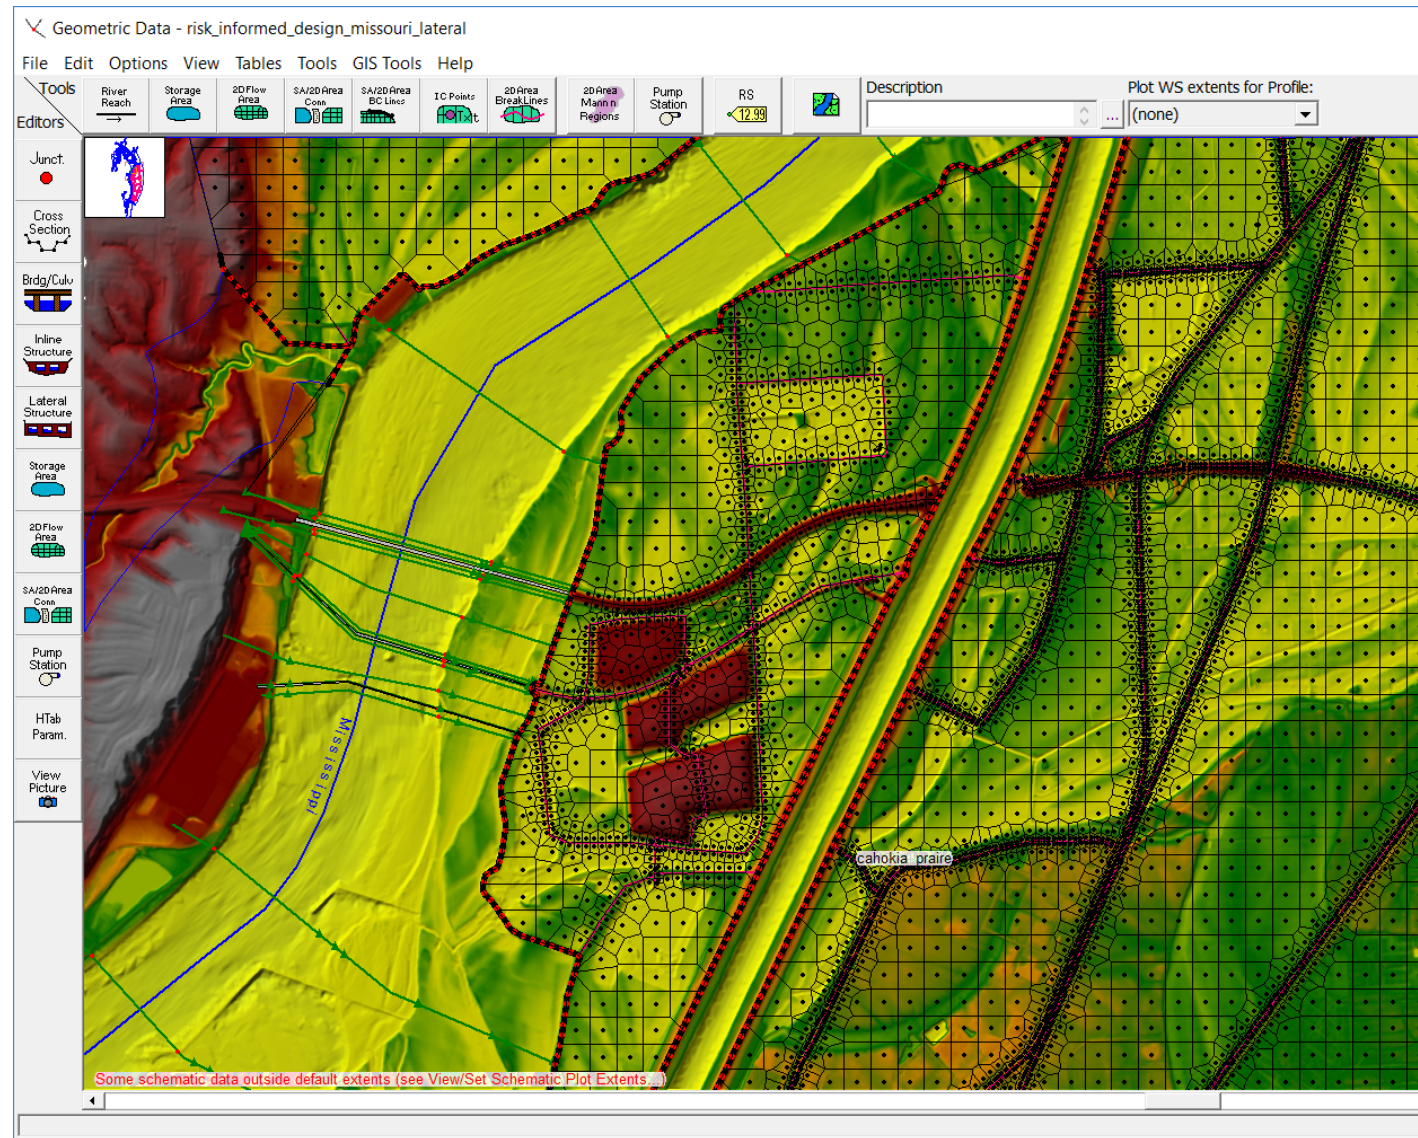 Geometric Data - risk_informed_design_missouri_lateral
File Edit Options View Tables Tools GIS Tools Help
Tools
Editors
River
Reach
Storage
Area
2D Flow
Area
SA/2D Area
Conn
SA/2D Area
BC Lines
IC Points
Txt
2D Area
BreakLines
2D Area
Mann n
Regions
Pump
Station
RS
12.99
Description
...
Plot WS extents for Profile:
(none)
Junct.
Cross
Section
Brdg/Culv
Inline
Structure
Lateral
Structure
Storage
Area
2D Flow
Area
SA/2D Area
Conn
Pump
Station
HTab
Param.
View
Picture
Mississippi
cahokia_praire
Some schematic data outside default extents (see View/Set Schematic Plot Extents...)